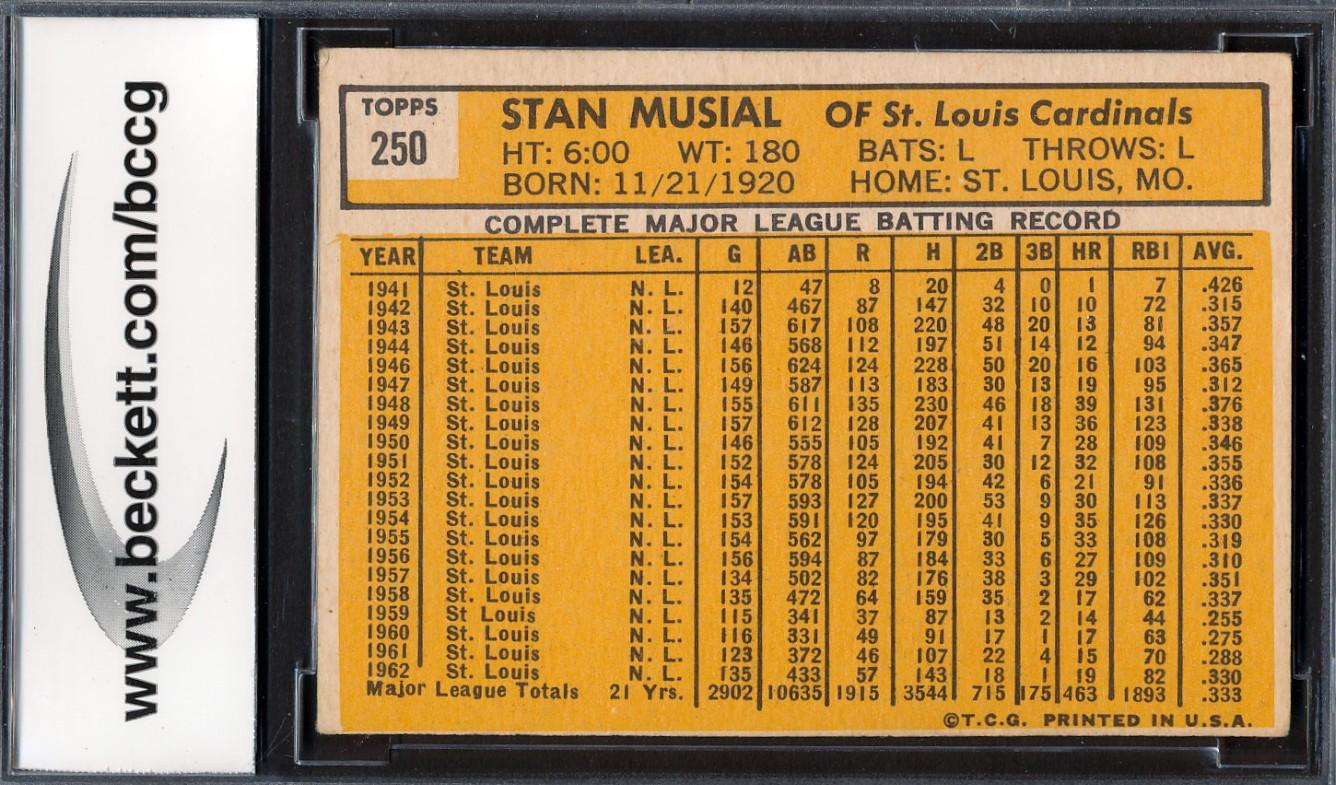 www.beckett.com/bccg
TOPPS
250
STAN MUSIAL OF St. Louis Cardinals
HT: 6:00 WT: 180 BATS: L THROWS: L
BORN: 11/21/1920 HOME: ST. LOUIS, MO.
COMPLETE MAJOR LEAGUE BATTING RECORD
YEAR TEAM LEA. G AB R H 2B 3B HR RBI AVG.
1941 St. Louis N. L. 12 47 8 20 4 0 1 7 .426
1942 St. Louis N. L. 140 467 87 147 32 10 10 72 .315
1943 St. Louis N. L. 157 617 108 220 48 20 13 81 .357
1944 St. Louis N. L. 146 568 112 197 51 14 12 94 .347
1946 St. Louis N. L. 156 624 124 228 50 20 16 103 .365
1947 St. Louis N. L. 149 587 113 183 30 13 19 95 .312
1948 St. Louis N. L. 155 611 135 230 46 18 39 131 .376
1949 St. Louis N. L. 157 612 128 207 41 13 36 123 .338
1950 St. Louis N. L. 146 555 105 192 41 7 28 109 .346
1951 St. Louis N. L. 152 578 124 205 30 12 32 108 .355
1952 St. Louis N. L. 154 578 105 194 42 6 21 91 .336
1953 St. Louis N. L. 157 593 127 200 53 9 30 113 .337
1954 St. Louis N. L. 153 591 120 195 41 9 35 126 .330
1955 St. Louis N. L. 154 562 97 179 30 5 33 108 .319
1956 St. Louis N. L. 156 594 87 184 33 6 27 109 .310
1957 St. Louis N. L. 134 502 82 176 38 3 29 102 .351
1958 St. Louis N. L. 135 472 64 159 35 2 17 62 .337
1959 St Louis N. L. 115 341 37 87 13 2 14 44 .255
1960 St. Louis N. L. 116 331 49 91 17 1 17 63 .275
1961 St. Louis N. L. 123 372 46 107 22 4 15 70 .288
1962 St. Louis N. L. 135 433 57 143 18 1 19 82 .330
Major League Totals 21 Yrs. 2902 10635 1915 3544 715 175 463 1893 .333
©T.C.G. PRINTED IN U.S.A.